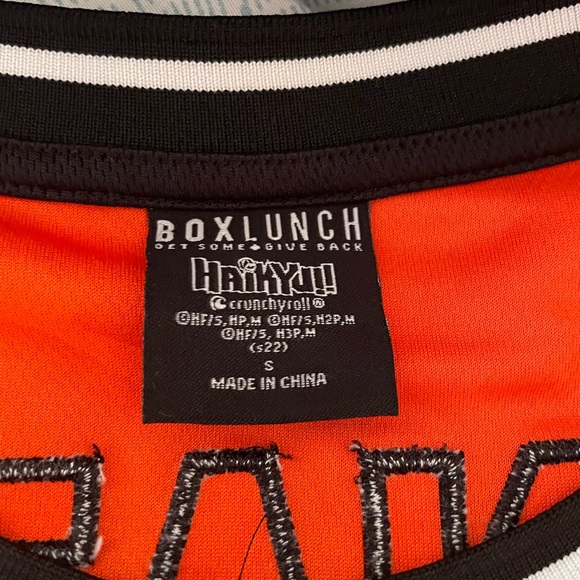 BOXLUNCH
GET SOME GIVE BACK
HAiKYU!!
crunchyroll®
©HF/S,HP,M ©HF/S,H2P,M
©HF/S, H3P,M
(S22)
S
MADE IN CHINA